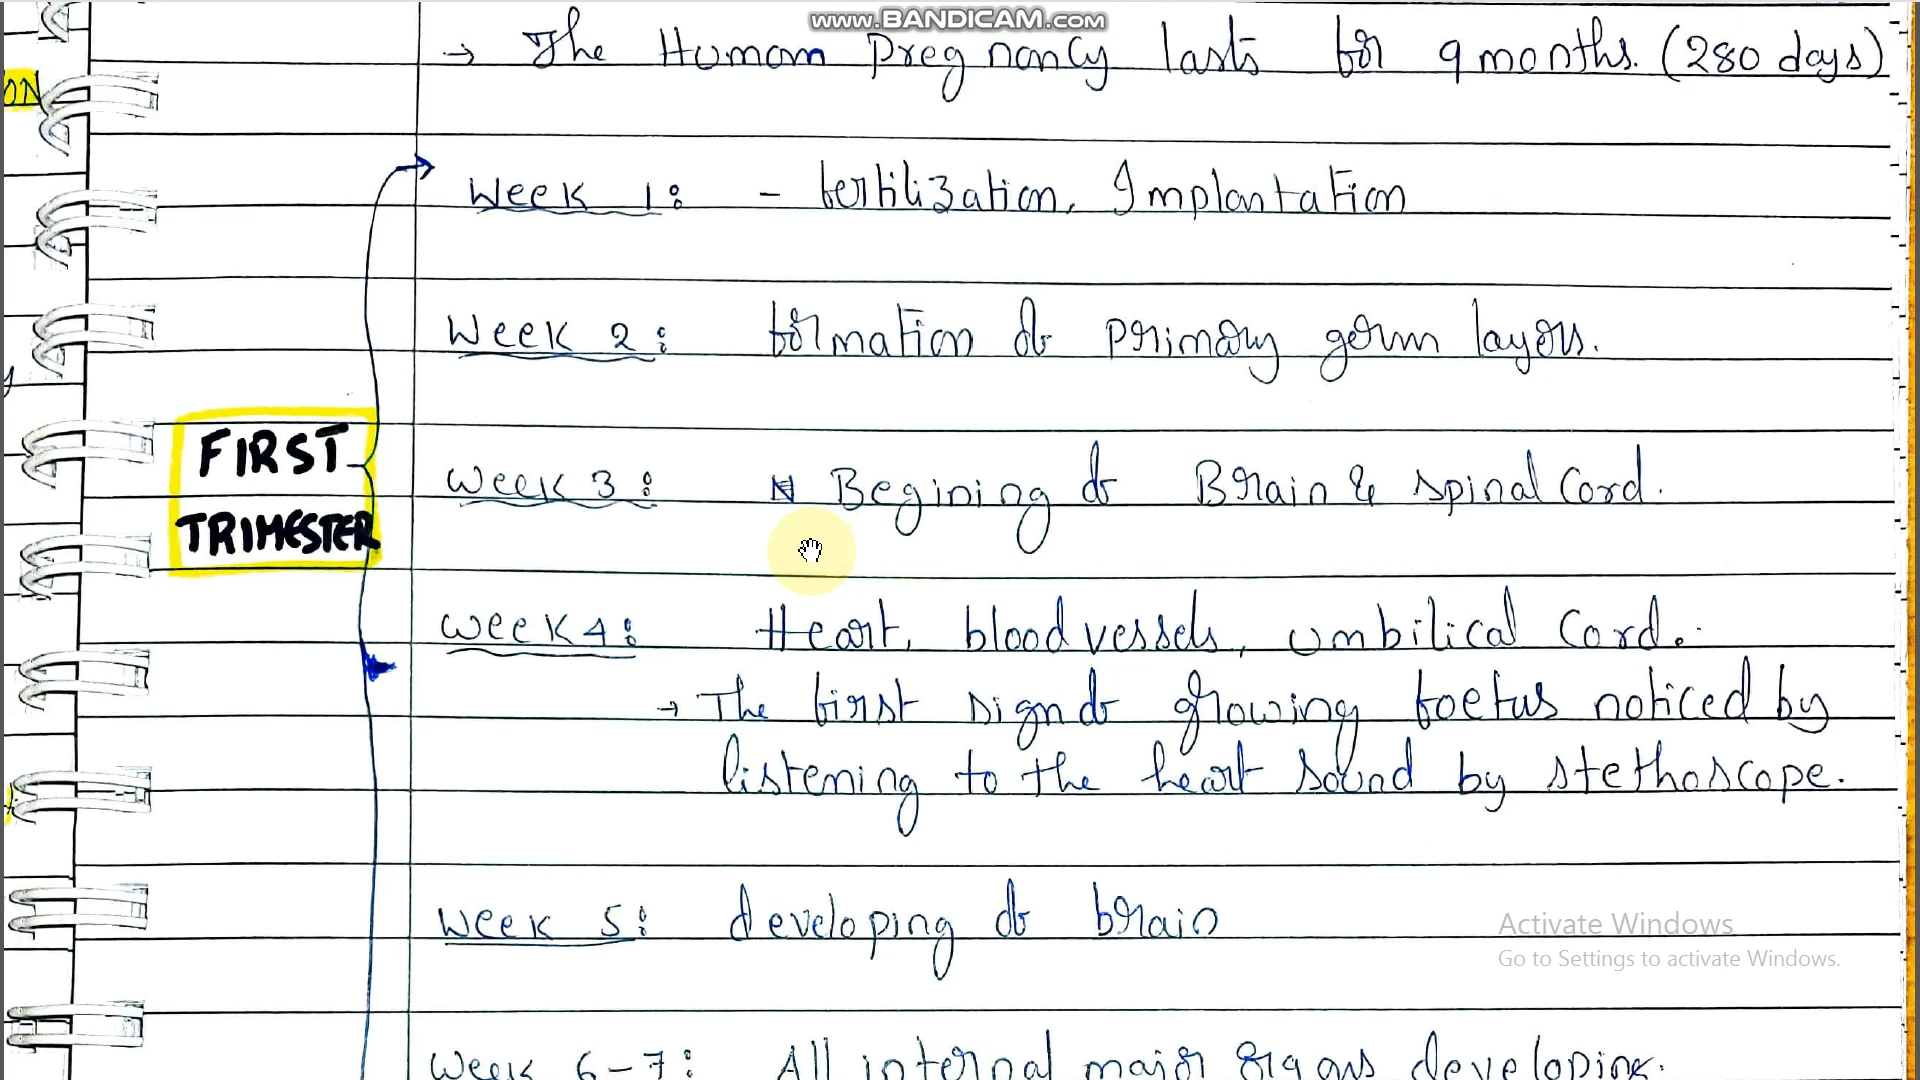 www.BANDICAM.com
→ The Human Pregnancy lasts for 9 months. (280 days)
ON
Week 1: - fertilization, Implantation
Week 2: formation of primary germ layers.
FIRST
TRIMESTER
Week 3: Begining of Brain & spinal Cord.
Week 4: Heart, blood vessels, umbilical Cord.
→ The first sign of growing foetus noticed by
listening to the heart sound by stethoscope.
Week 5: developing of brain
Activate Windows
Go to Settings to activate Windows.
Week 6-7: All internal major organs developing.